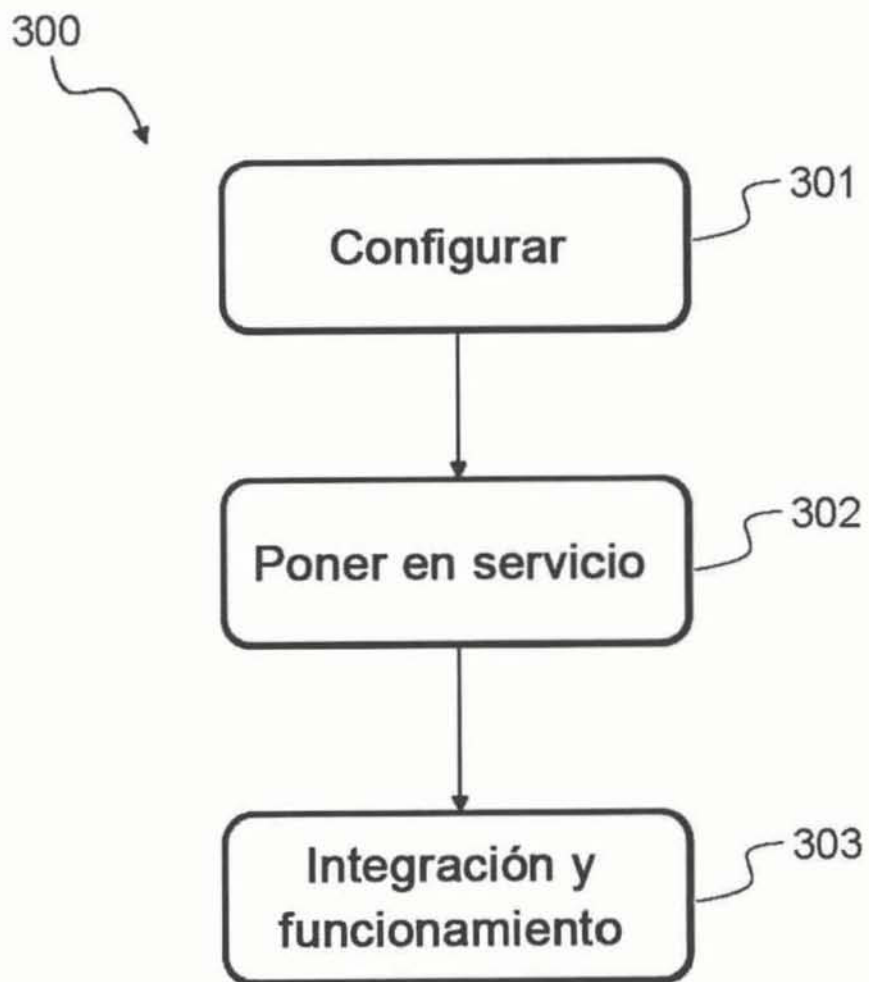 300
301
Configurar
302
Poner en servicio
303
Integración y
funcionamiento